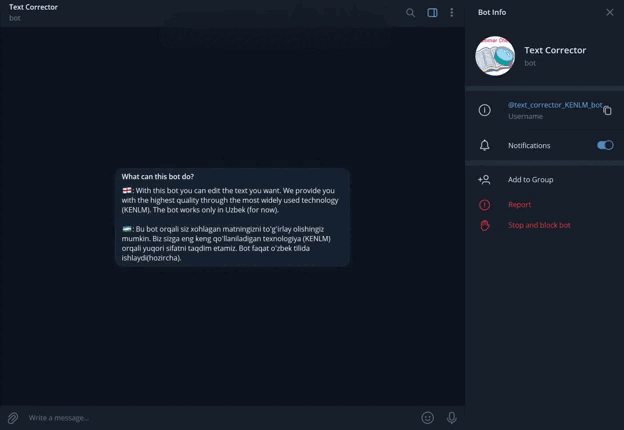 Text Corrector
bot
Bot Info
Text Corrector
bot
@text_corrector_KENLM_bot
Username
Notifications
Add to Group
Report
Stop and block bot
What can this bot do?
: With this bot you can edit the text you want. We provide you
with the highest quality through the most widely used technology
(KENLM). The bot works only in Uzbek (for now).
: Bu bot orqali siz xohlagan matningizni to'g'irlay olishingiz
mumkin. Biz sizga eng keng qo'llaniladigan texnologiya (KENLM)
orqali yuqori sifatni taqdim etamiz. Bot faqat o'zbek tilida
ishlaydi(hozircha).
Write a message...